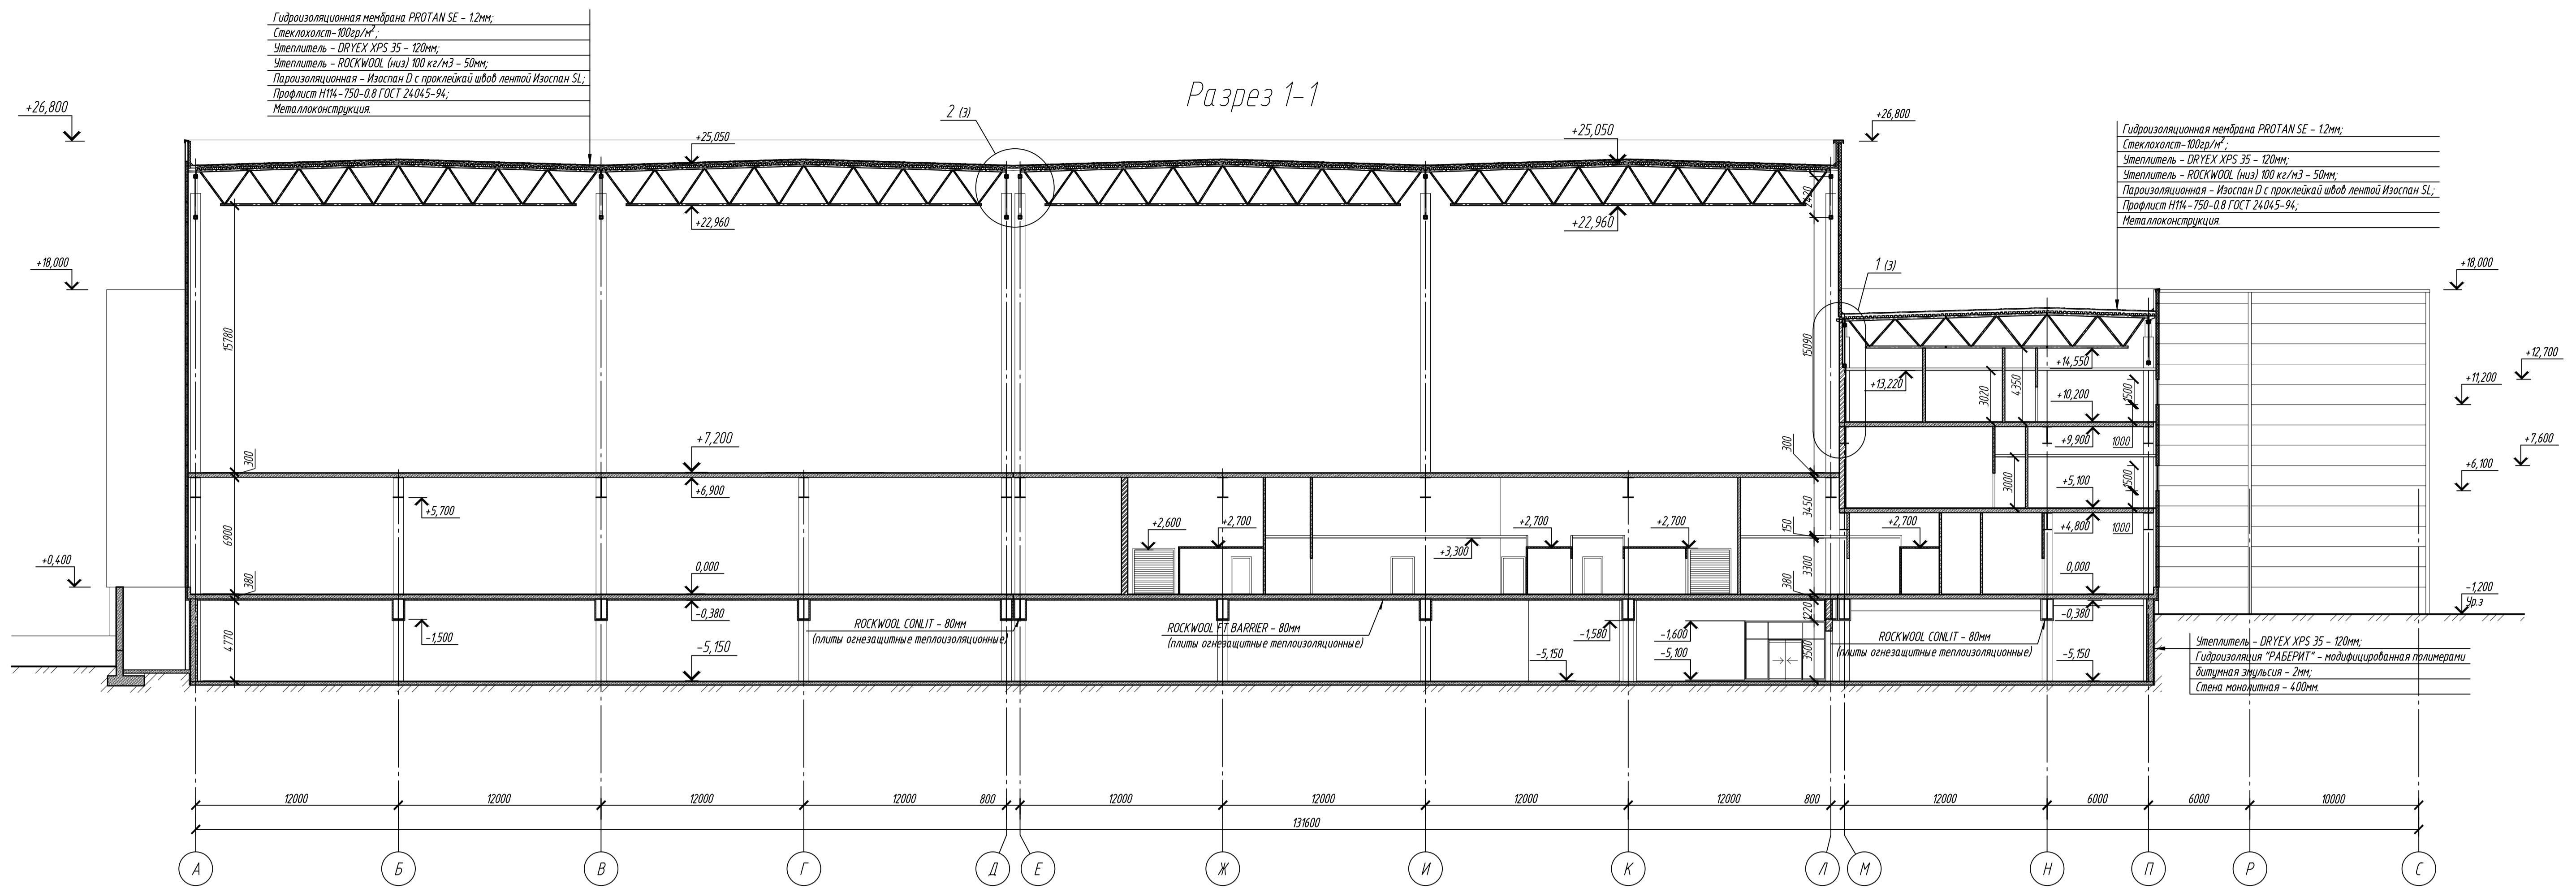 Гидроизоляционная мембрана PROTAN SE - 1.2мм;
Стеклохолст-100гр/м²;
Утеплитель - DRYEX XPS 35 - 120мм;
Утеплитель - ROCKWOOL (низ) 100 кг/м3 - 50мм;
Пароизоляционная - Изоспан D с проклейкай швов лентой Изоспан SL;
Профлист Н114-750-0.8 ГОСТ 24045-94;
Металлоконструкция.
Разрез 1-1
+26,800
2 (3)
+25,050
+25,050
+26,800
Гидроизоляционная мембрана PROTAN SE - 1.2мм;
Стеклохолст-100гр/м²;
Утеплитель - DRYEX XPS 35 - 120мм;
Утеплитель - ROCKWOOL (низ) 100 кг/м3 - 50мм;
Пароизоляционная - Изоспан D с проклейкай швов лентой Изоспан SL;
Профлист Н114-750-0.8 ГОСТ 24045-94;
Металлоконструкция.
2420
+22,960
+22,960
+18,000
1 (3)
+18,000
15780
15090
+14,550
+12,700
+13,220
3020
4350
1500
+11,200
+10,200
+7,200
300
300
+9,900
1000
+7,600
+6,900
3000
1500
+6,100
+5,700
+5,100
6900
3450
150
+2,600
+2,700
+2,700
+2,700
+2,700
+4,800
1000
+3,300
3300
+0,400
380
0,000
380
0,000
-1,200
Ур.з
-0,380
1220
-0,380
4770
-1,500
ROCKWOOL CONLIT - 80мм
(плиты огнезащитные теплоизоляционные)
ROCKWOOL FT BARRIER - 80мм
(плиты огнезащитные теплоизоляционные)
-1,580
-1,600
3500
ROCKWOOL CONLIT - 80мм
(плиты огнезащитные теплоизоляционные)
-5,150
-5,150
-5,100
-5,150
Утеплитель - DRYEX XPS 35 - 120мм;
Гидроизоляция "РАБЕРИТ" - модифицированная полимерами
битумная эмульсия - 2мм;
Стена монолитная - 400мм.
12000
12000
12000
12000
800
12000
12000
12000
12000
800
12000
6000
6000
10000
131600
А
Б
В
Г
Д
Е
Ж
И
К
Л
М
Н
П
Р
С